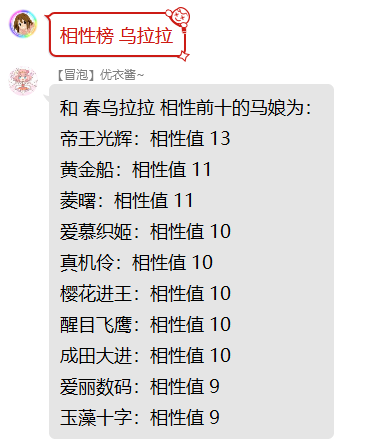 相性榜 乌拉拉
【冒泡】优衣酱~
和 春乌拉拉 相性前十的马娘为：
帝王光辉：相性值 13
黄金船：相性值 11
菱曙：相性值 11
爱慕织姬：相性值 10
真机伶：相性值 10
樱花进王：相性值 10
醒目飞鹰：相性值 10
成田大进：相性值 10
爱丽数码：相性值 9
玉藻十字：相性值 9